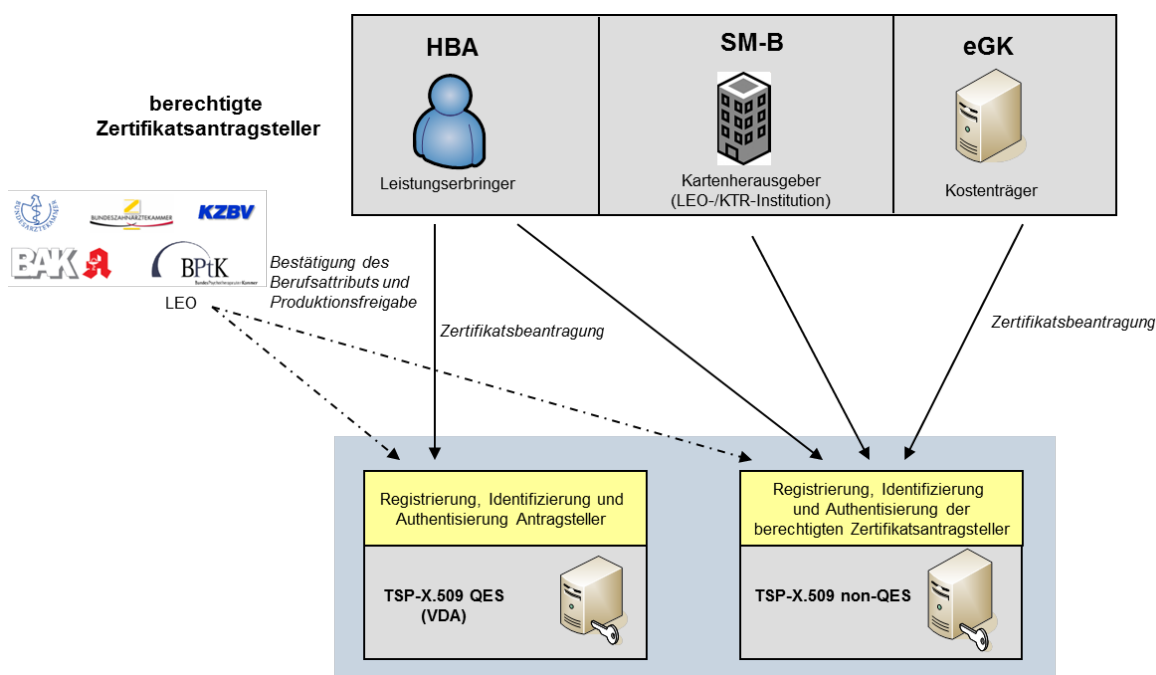 HBA
SM-B
eGK
berechtigte
Zertifikatsantragsteller
Leistungserbringer
Kartenherausgeber
(LEO-/KTR-Institution)
Kostenträger
BUNDESÄRZTEKAMMER
BUNDESZAHNÄRZTEKAMMER
KZBV
BAK
BPtK
BundesPsychotherapeutenKammer
LEO
Bestätigung des
Berufsattributs und
Produktionsfreigabe
Zertifikatsbeantragung
Zertifikatsbeantragung
Registrierung, Identifizierung und
Authentisierung Antragsteller
TSP-X.509 QES
(VDA)
Registrierung, Identifizierung
und Authentisierung der
berechtigten Zertifikatsantragsteller
TSP-X.509 non-QES